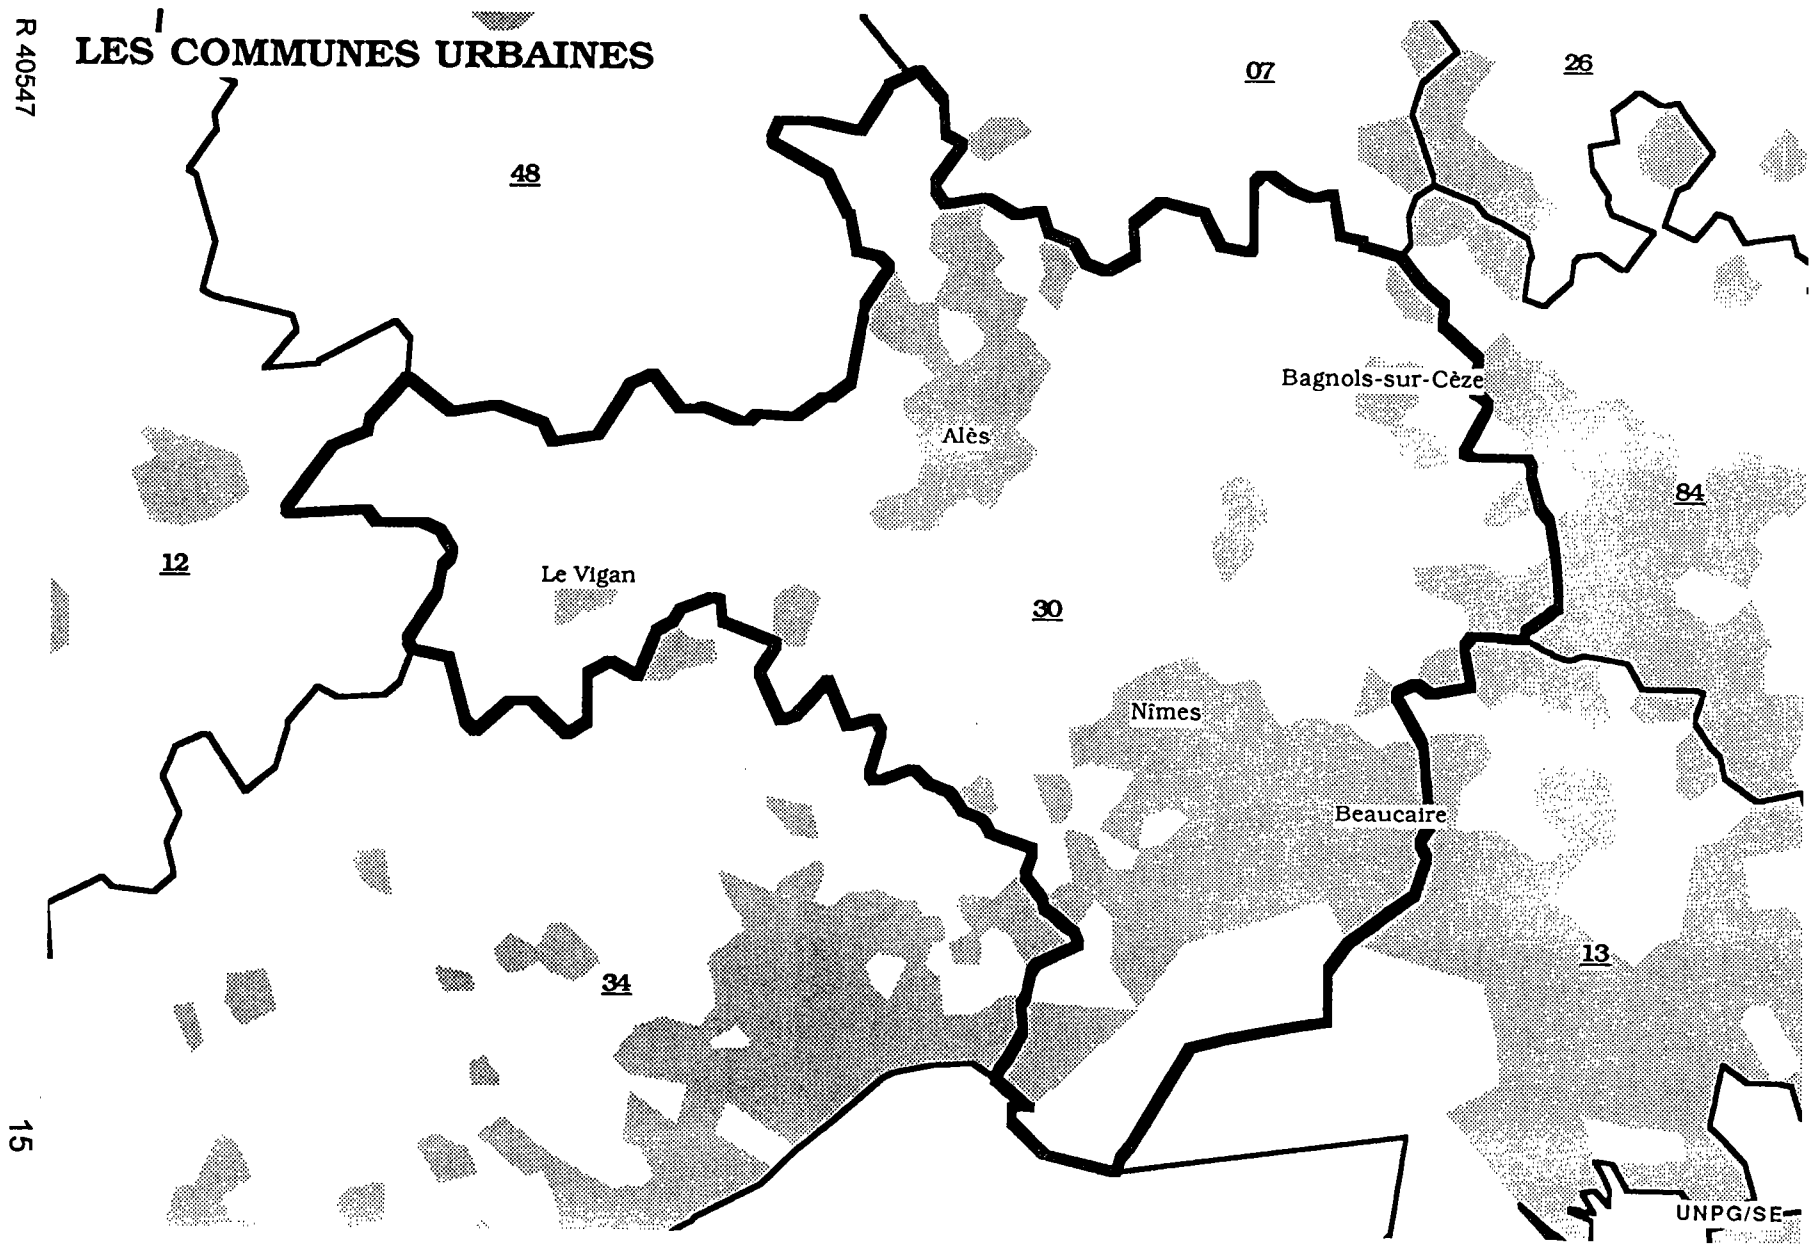 R 40547
LES COMMUNES URBAINES
07
26
48
Bagnols-sur-Cèze
Alès
84
12
Le Vigan
30
Nîmes
Beaucaire
13
34
15
UNPG/SE